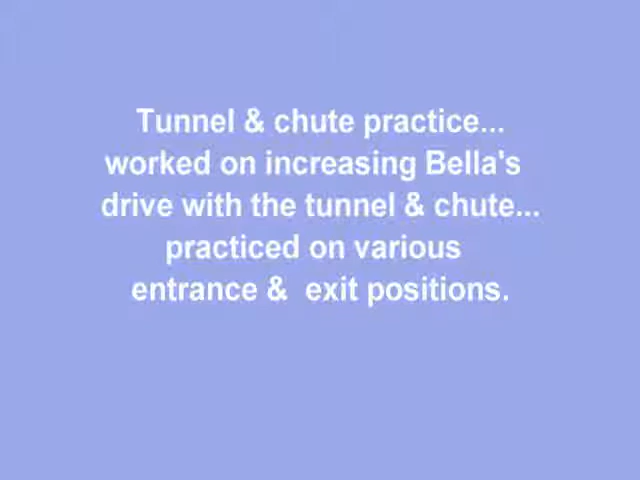 Tunnel & chute practice...
worked on increasing Bella's
drive with the tunnel & chute...
practiced on various
entrance &  exit positions.